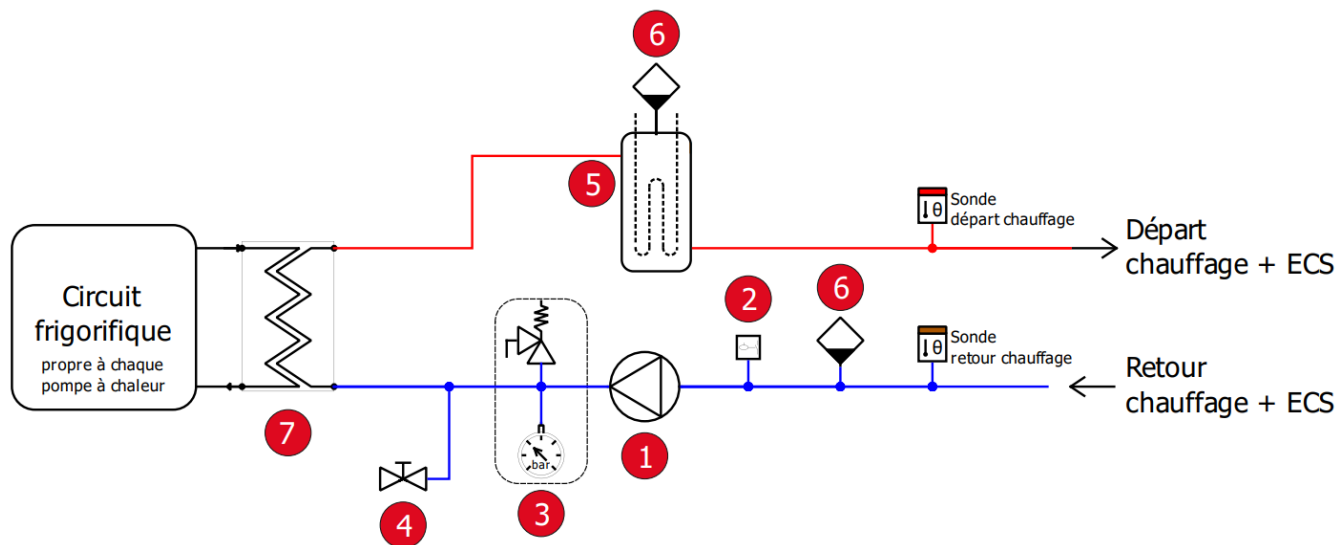 6
5
Sonde
départ chauffage
θ
Départ
chauffage + ECS
Circuit
frigorifique
propre à chaque
pompe à chaleur
2
6
Sonde
retour chauffage
θ
Retour
chauffage + ECS
7
bar
1
4
3